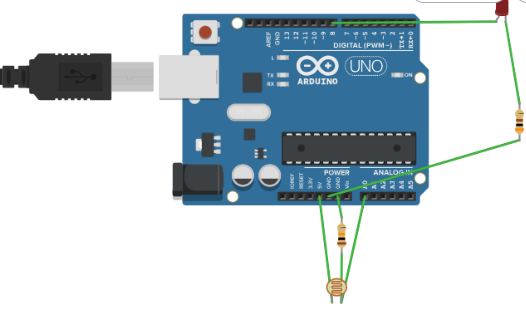 AREF
GND
13
12
~11
~10
~9
8
7
~6
~5
4
~3
2
TX→1
RX←0
DIGITAL (PWM~)
L
TX
RX
UNO
ARDUINO
ON
POWER
ANALOG IN
IOREF
RESET
3.3V
5V
GND
GND
Vin
A0
A1
A2
A3
A4
A5